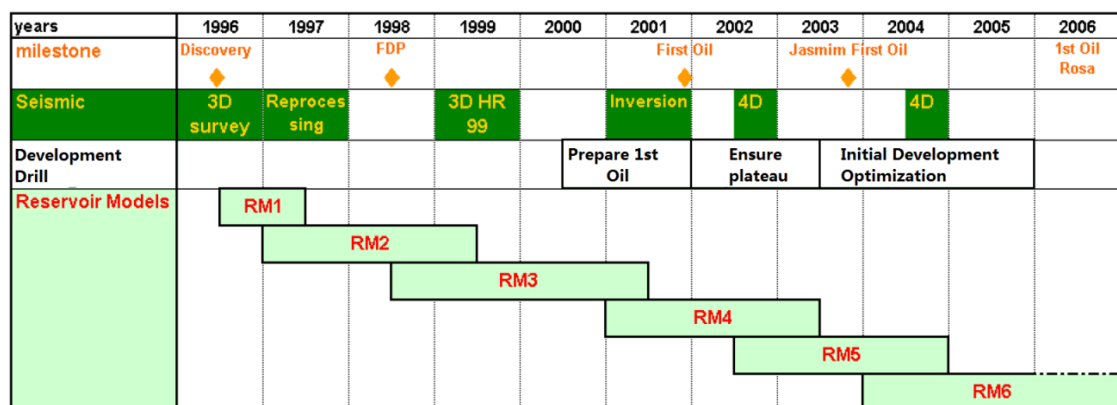 years 1996 1997 1998 1999 2000 2001 2002 2003 2004 2005 2006
milestone Discovery FDP First Oil Jasmim First Oil 1st Oil
Rosa
Seismic 3D Reproces 3D HR Inversion 4D 4D
survey sing 99
Development Prepare 1st Ensure Initial Development
Drill Oil plateau Optimization
Reservoir Models RM1
RM2
RM3
RM4
RM5
RM6